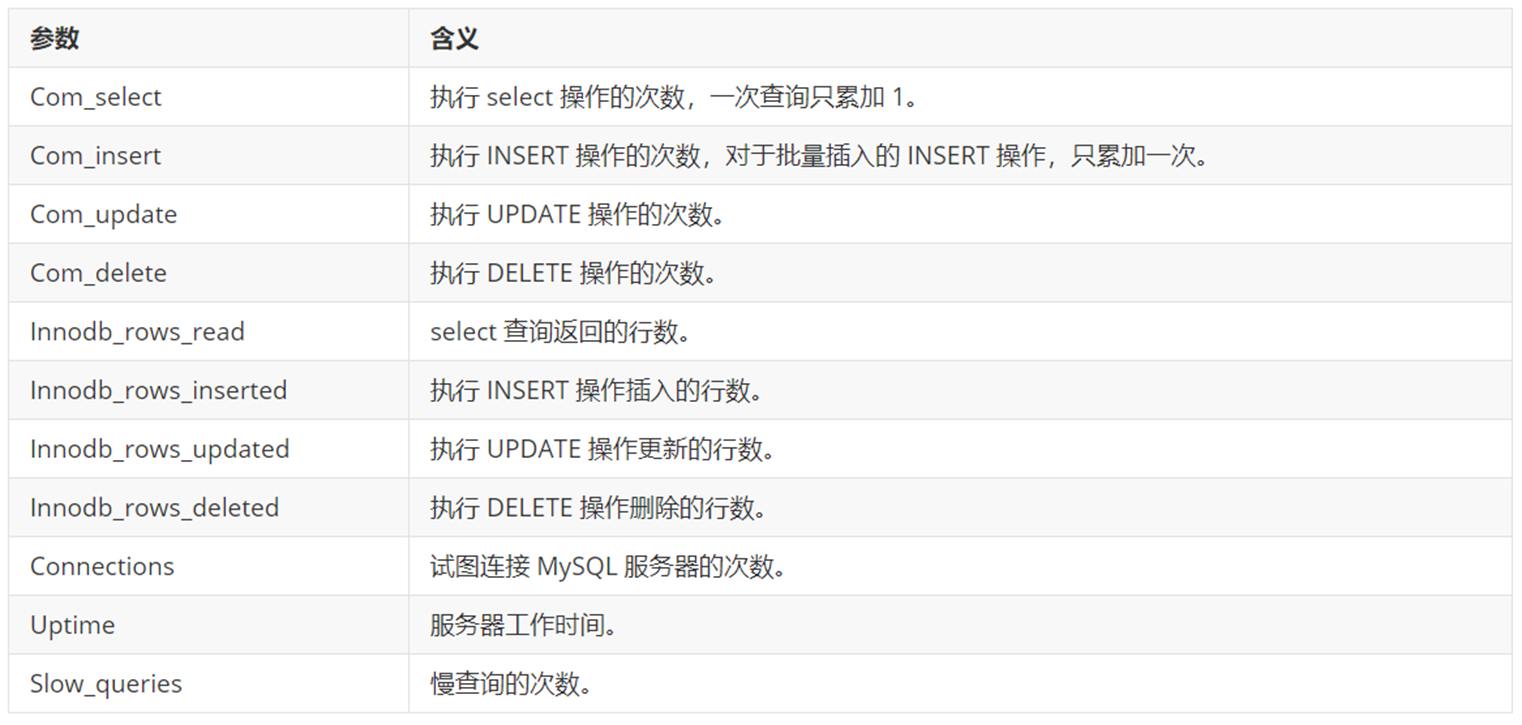 参数 含义
Com_select 执行 select 操作的次数，一次查询只累加 1。
Com_insert 执行 INSERT 操作的次数，对于批量插入的 INSERT 操作，只累加一次。
Com_update 执行 UPDATE 操作的次数。
Com_delete 执行 DELETE 操作的次数。
Innodb_rows_read select 查询返回的行数。
Innodb_rows_inserted 执行 INSERT 操作插入的行数。
Innodb_rows_updated 执行 UPDATE 操作更新的行数。
Innodb_rows_deleted 执行 DELETE 操作删除的行数。
Connections 试图连接 MySQL 服务器的次数。
Uptime 服务器工作时间。
Slow_queries 慢查询的次数。